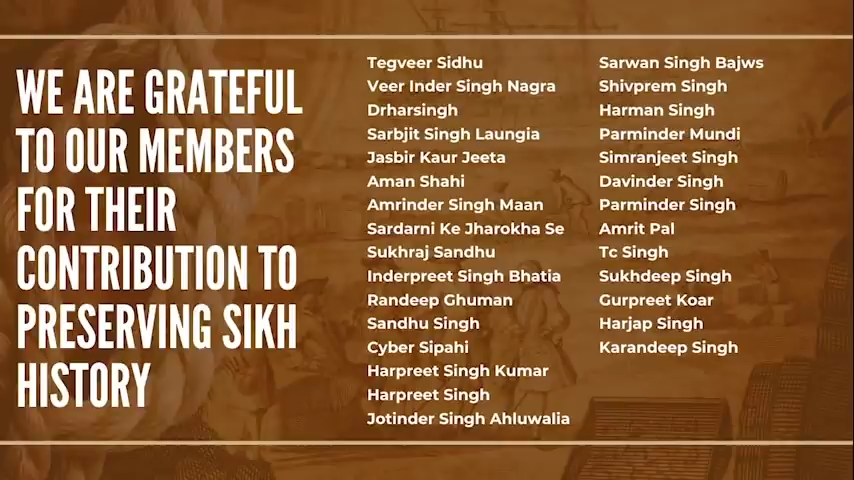 WE ARE GRATEFUL
TO OUR MEMBERS
FOR THEIR
CONTRIBUTION TO
PRESERVING SIKH
HISTORY
Tegveer Sidhu
Veer Inder Singh Nagra
Drharsingh
Sarbjit Singh Laungia
Jasbir Kaur Jeeta
Aman Shahi
Amrinder Singh Maan
Sardarni Ke Jharokha Se
Sukhraj Sandhu
Inderpreet Singh Bhatia
Randeep Ghuman
Sandhu Singh
Cyber Sipahi
Harpreet Singh Kumar
Harpreet Singh
Jotinder Singh Ahluwalia
Sarwan Singh Bajws
Shivprem Singh
Harman Singh
Parminder Mundi
Simranjeet Singh
Davinder Singh
Parminder Singh
Amrit Pal
Tc Singh
Sukhdeep Singh
Gurpreet Koar
Harjap Singh
Karandeep Singh